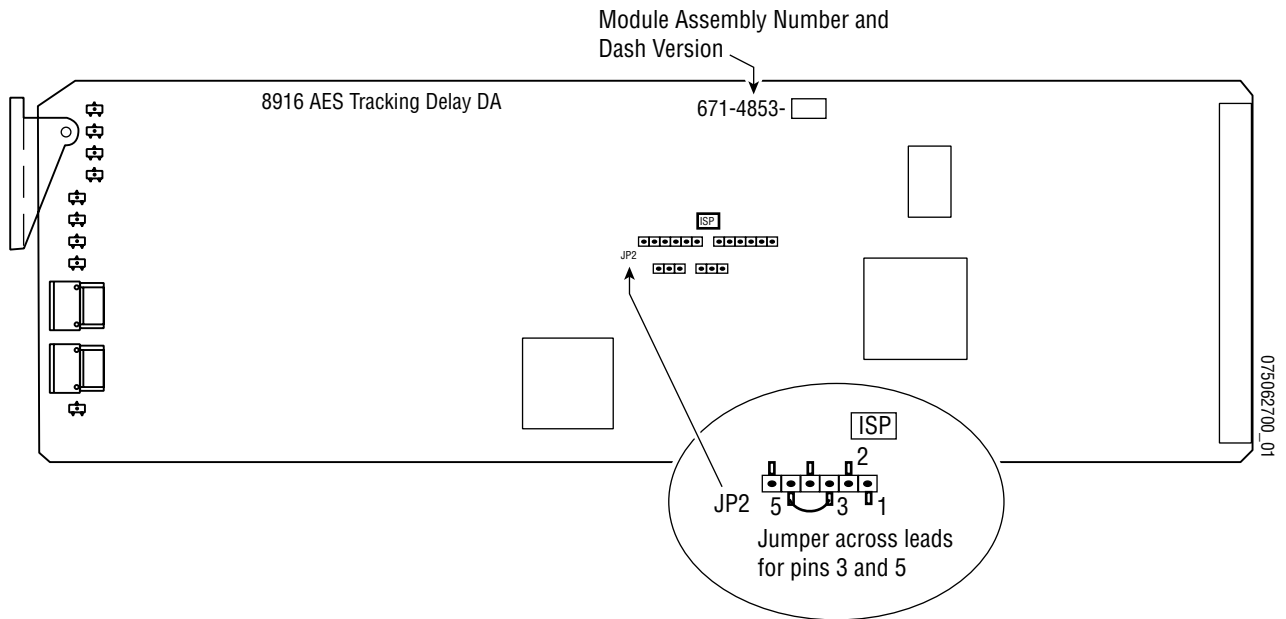 Module Assembly Number and
Dash Version
8916 AES Tracking Delay DA
671-4853-
ISP
JP2
075062700_01
ISP
2
JP2
5
3
1
Jumper across leads
for pins 3 and 5